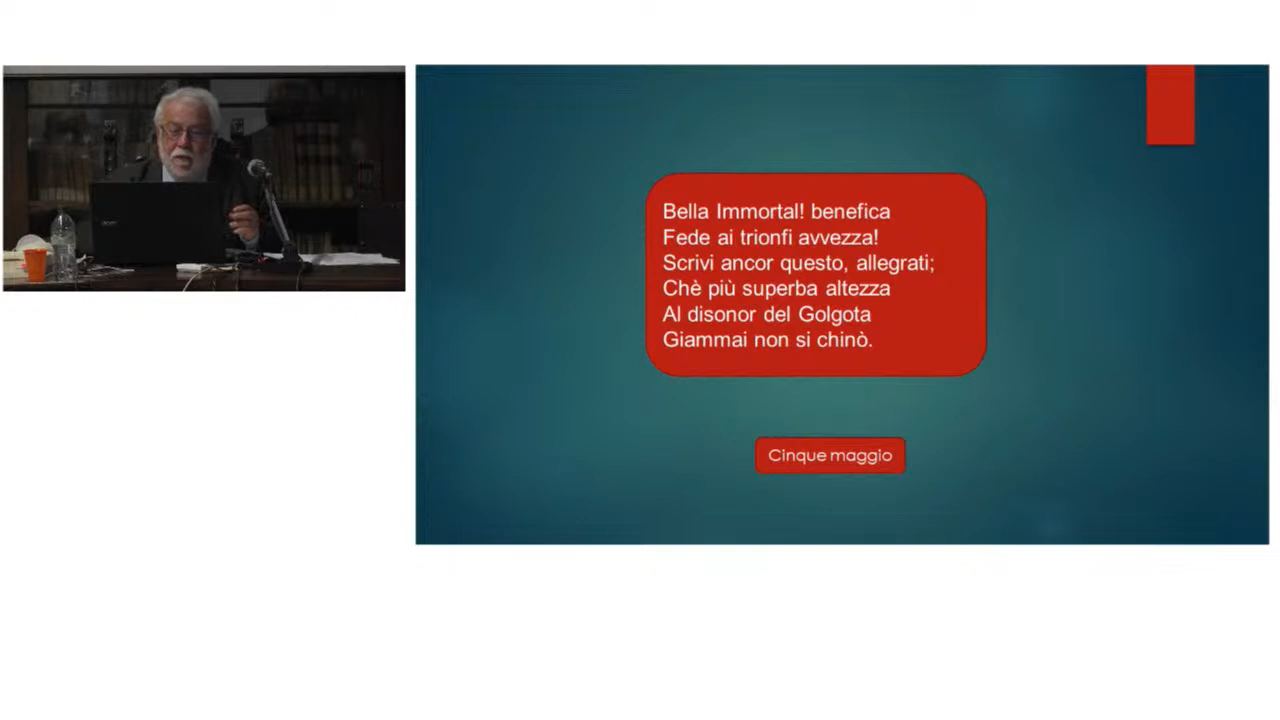 Bella Immortal! benefica
Fede ai trionfi avvezza!
Scrivi ancor questo, allegrati;
Chè più superba altezza
Al disonor del Golgota
Giammai non si chinò.
Cinque maggio